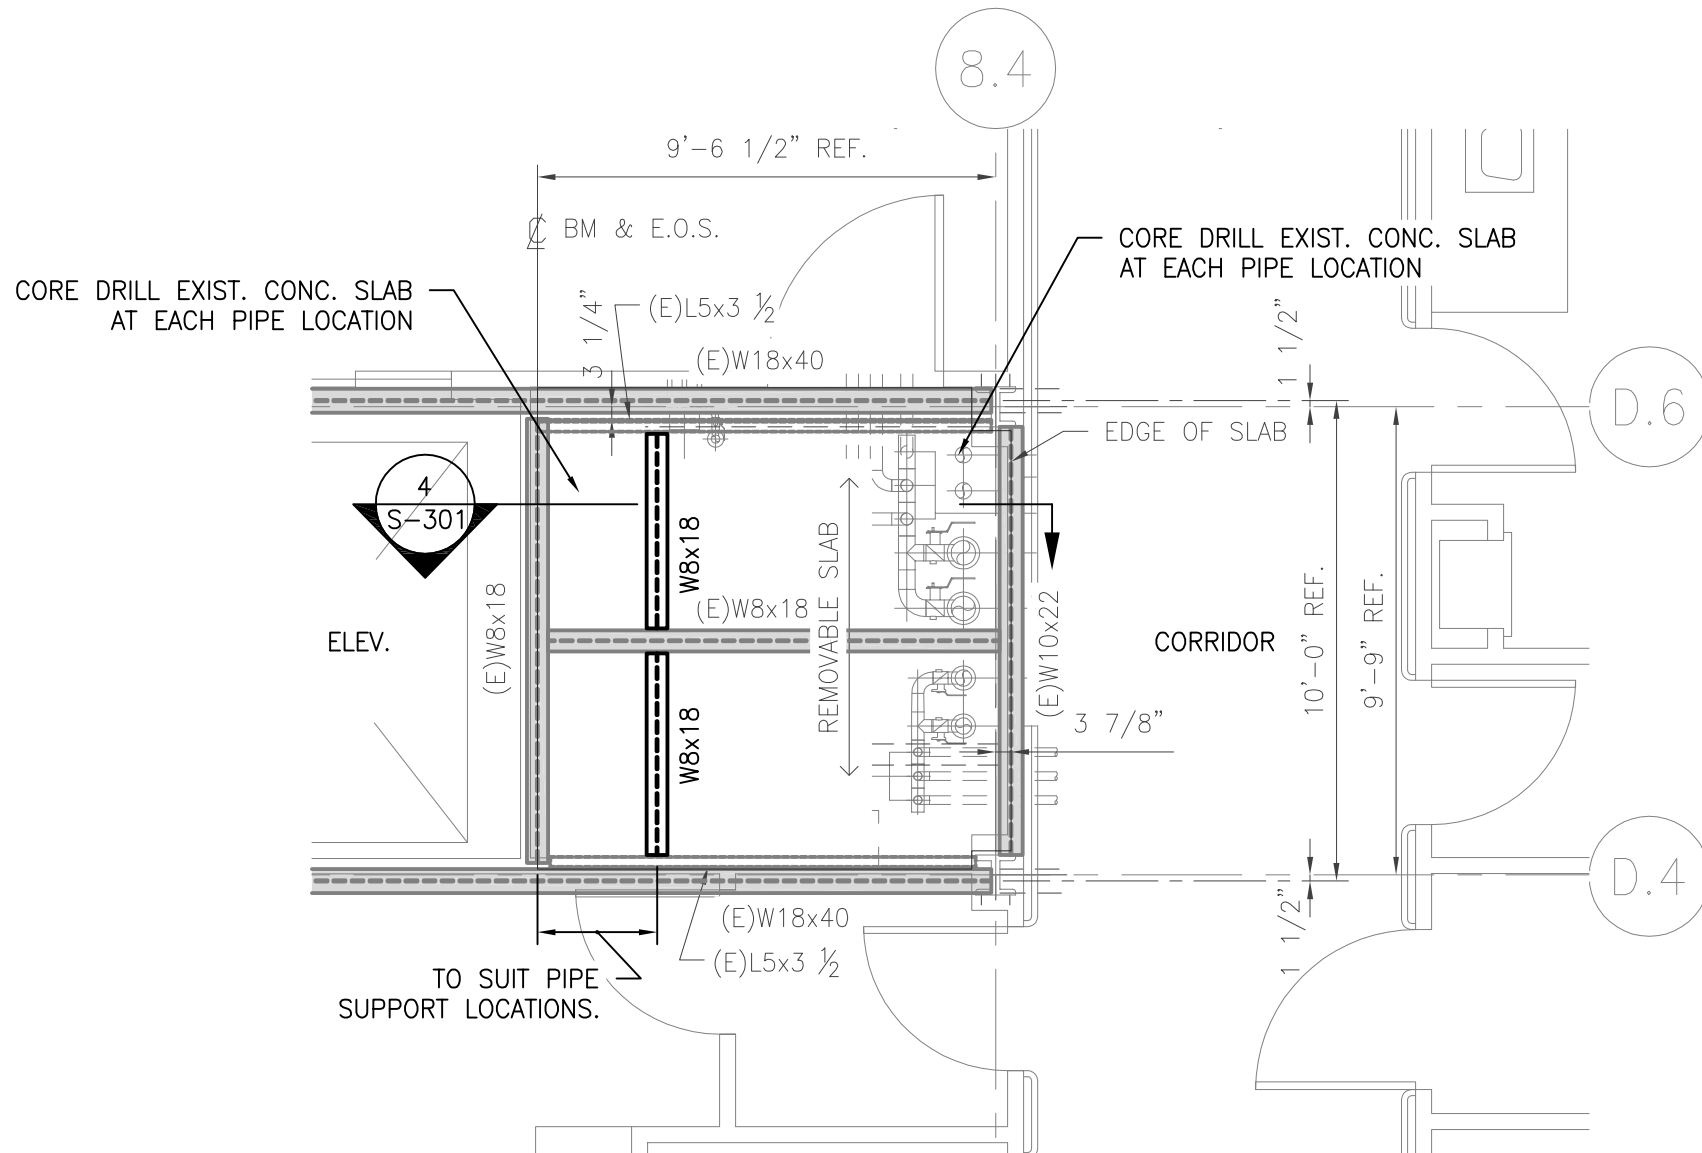 8.4
9'-6 1/2" REF.
℄ BM & E.O.S.
CORE DRILL EXIST. CONC. SLAB
AT EACH PIPE LOCATION
CORE DRILL EXIST. CONC. SLAB
AT EACH PIPE LOCATION
3 1/4"
(E)L5x3 ½
(E)W18x40
1 1/2"
D.6
EDGE OF SLAB
4
S-301
W8x18
(E)W8x18
(E)W8x18
REMOVABLE SLAB
(E)W10x22
ELEV.
CORRIDOR
10'-0" REF.
9'-9" REF.
W8x18
3 7/8"
D.4
1 1/2"
(E)W18x40
(E)L5x3 ½
TO SUIT PIPE
SUPPORT LOCATIONS.